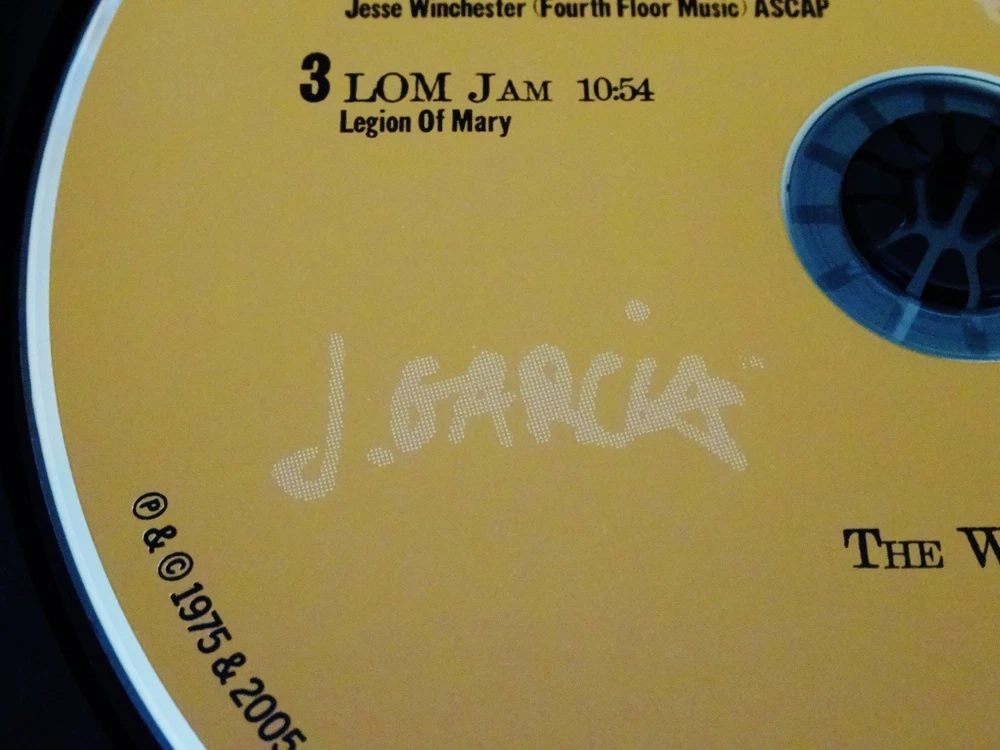 Jesse Winchester (Fourth Floor Music) ASCAP
3 LOM JAM 10:54
Legion Of Mary
J. GARCiA
℗ & © 1975 & 2005
THE W